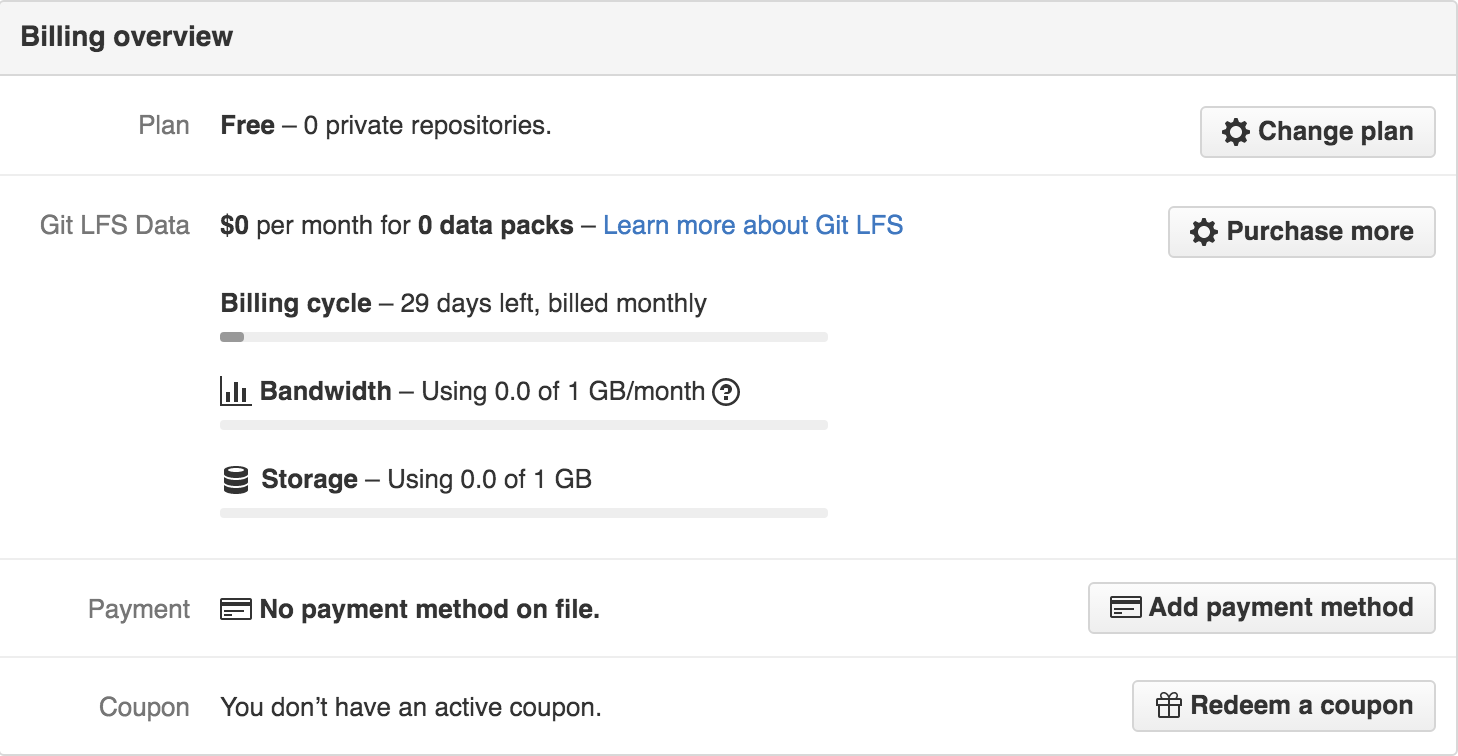 Billing overview
Plan Free – 0 private repositories. Change plan
Git LFS Data $0 per month for 0 data packs – Learn more about Git LFS Purchase more
Billing cycle – 29 days left, billed monthly
Bandwidth – Using 0.0 of 1 GB/month ?
Storage – Using 0.0 of 1 GB
Payment No payment method on file. Add payment method
Coupon You don’t have an active coupon. Redeem a coupon